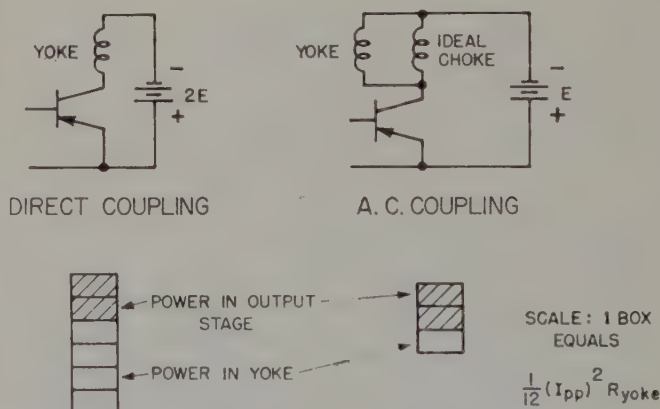 YOKE
−
2E
+
DIRECT COUPLING
YOKE
IDEAL
CHOKE
−
E
+
A. C. COUPLING
POWER IN OUTPUT
STAGE
POWER IN YOKE
SCALE: 1 BOX
EQUALS
1/12 (Ipp)² Ryoke